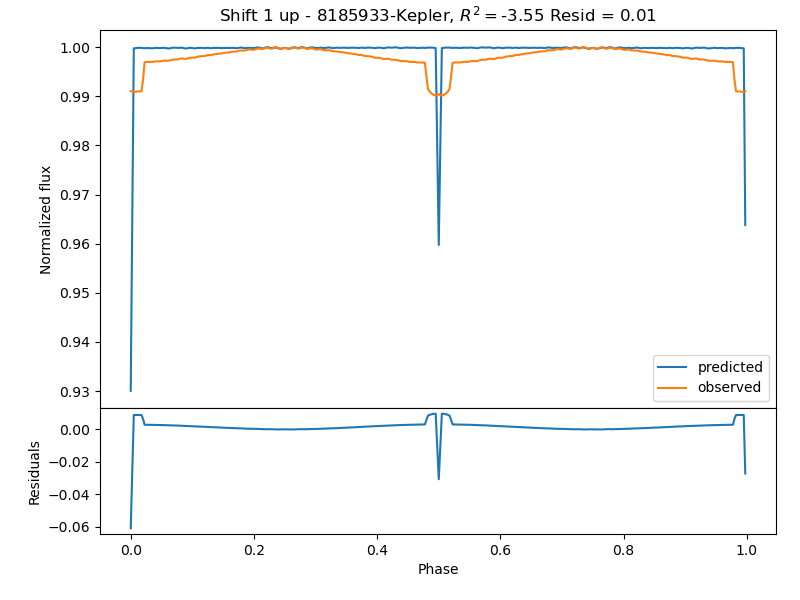 Shift 1 up - 8185933-Kepler, R² = -3.55 Resid = 0.01
1.00
0.99
0.98
0.97
0.96
0.95
0.94
0.93
Normalized flux
predicted
observed
0.00
−0.02
−0.04
−0.06
Residuals
0.0 0.2 0.4 0.6 0.8 1.0
Phase